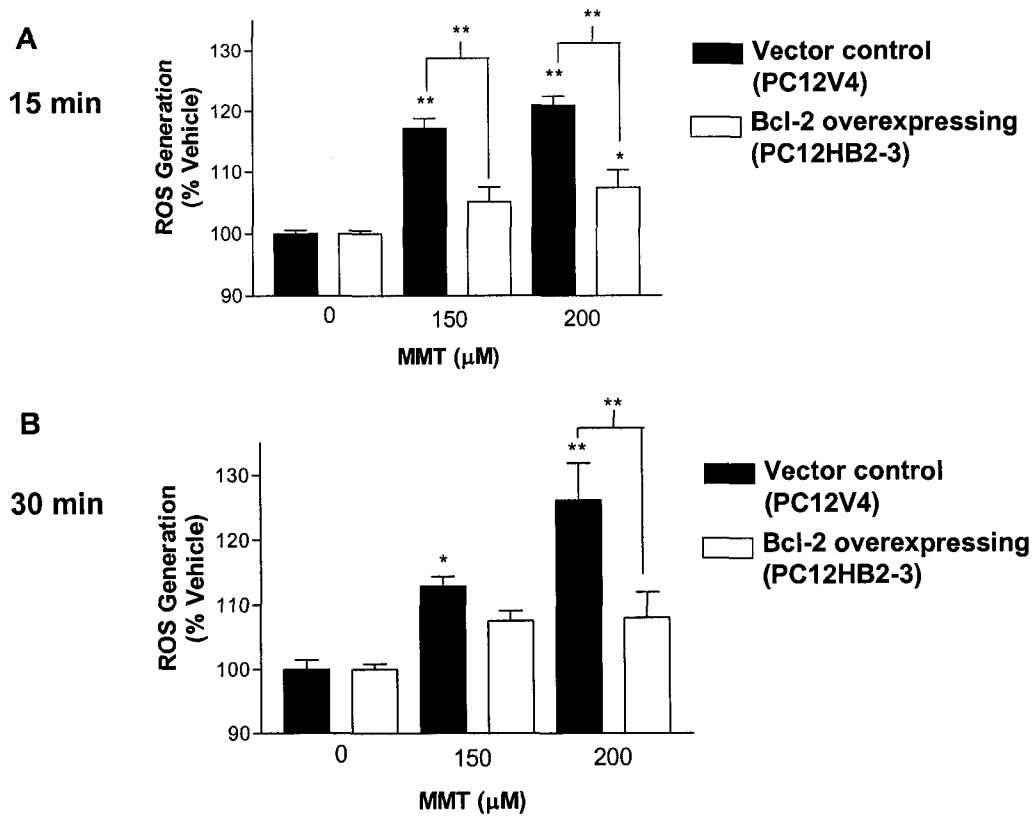 A
15 min
ROS Generation
(% Vehicle)
130
120
110
100
90
**
**
**
**
*
0
150
200
MMT (μM)
Vector control
(PC12V4)
Bcl-2 overexpressing
(PC12HB2-3)
B
30 min
ROS Generation
(% Vehicle)
130
120
110
100
90
*
**
**
0
150
200
MMT (μM)
Vector control
(PC12V4)
Bcl-2 overexpressing
(PC12HB2-3)